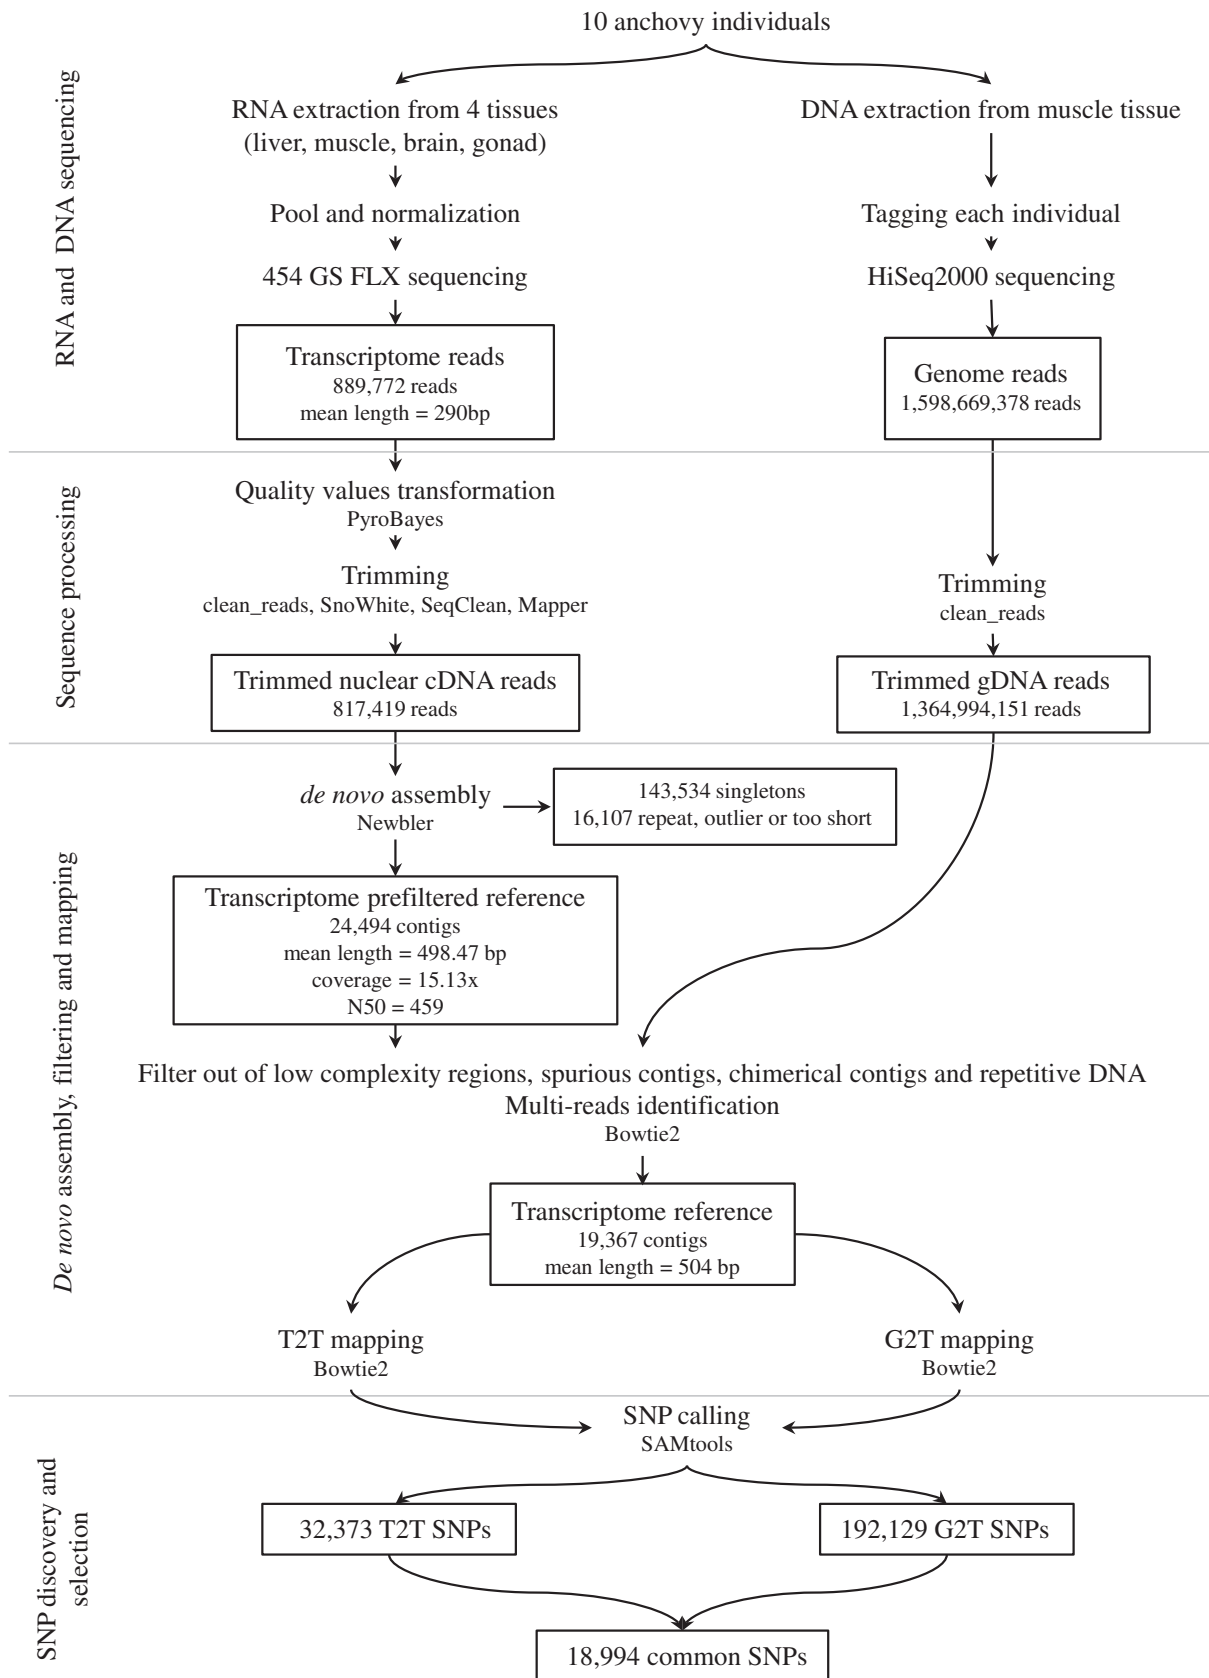 10 anchovy individuals
RNA and DNA sequencing
RNA extraction from 4 tissues
(liver, muscle, brain, gonad)
DNA extraction from muscle tissue
Pool and normalization
Tagging each individual
454 GS FLX sequencing
HiSeq2000 sequencing
Transcriptome reads
889,772 reads
mean length = 290bp
Genome reads
1,598,669,378 reads
Sequence processing
Quality values transformation
PyroBayes
Trimming
clean_reads, SnoWhite, SeqClean, Mapper
Trimming
clean_reads
Trimmed nuclear cDNA reads
817,419 reads
Trimmed gDNA reads
1,364,994,151 reads
De novo assembly, filtering and mapping
de novo assembly
Newbler
143,534 singletons
16,107 repeat, outlier or too short
Transcriptome prefiltered reference
24,494 contigs
mean length = 498.47 bp
coverage = 15.13x
N50 = 459
Filter out of low complexity regions, spurious contigs, chimerical contigs and repetitive DNA
Multi-reads identification
Bowtie2
Transcriptome reference
19,367 contigs
mean length = 504 bp
T2T mapping
Bowtie2
G2T mapping
Bowtie2
SNP discovery and
selection
SNP calling
SAMtools
32,373 T2T SNPs
192,129 G2T SNPs
18,994 common SNPs